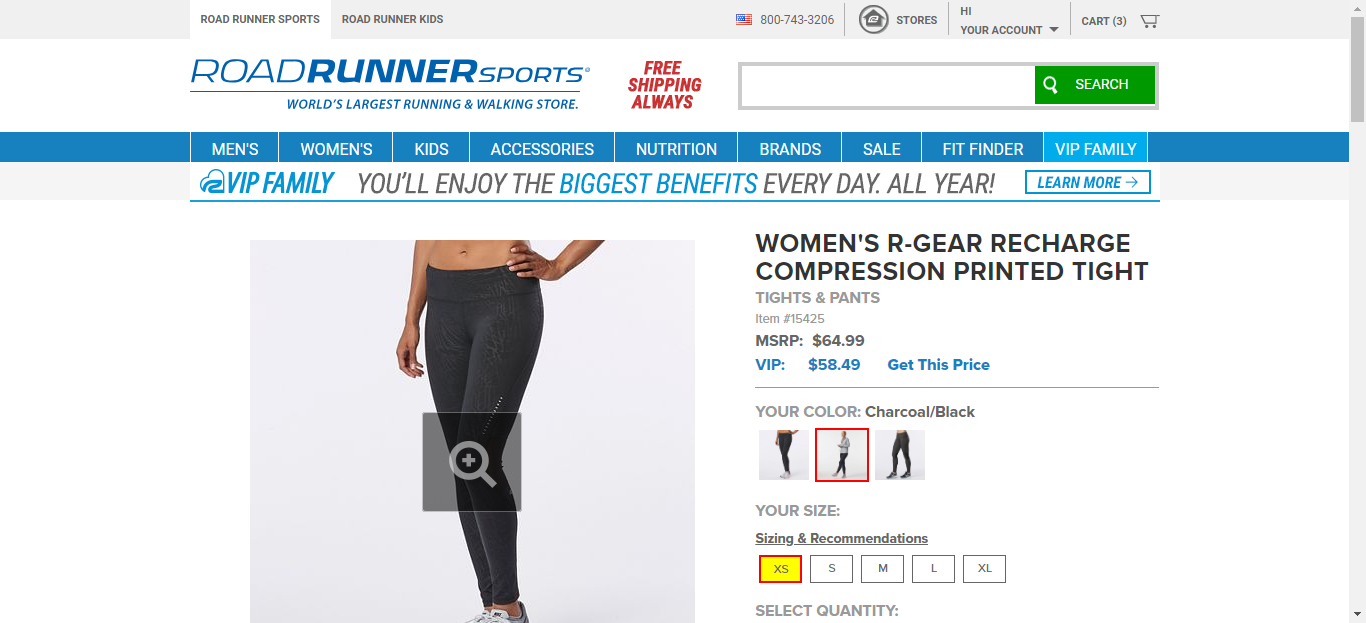 ROAD RUNNER SPORTS
ROAD RUNNER KIDS
800-743-3206
STORES
HI
YOUR ACCOUNT
CART (3)
ROADRUNNERSPORTS
WORLD'S LARGEST RUNNING & WALKING STORE.
FREE
SHIPPING
ALWAYS
SEARCH
MEN'S
WOMEN'S
KIDS
ACCESSORIES
NUTRITION
BRANDS
SALE
FIT FINDER
VIP FAMILY
VIP FAMILY YOU'LL ENJOY THE BIGGEST BENEFITS EVERY DAY. ALL YEAR!
LEARN MORE →
WOMEN'S R-GEAR RECHARGE
COMPRESSION PRINTED TIGHT
TIGHTS & PANTS
Item #15425
MSRP: $64.99
VIP: $58.49 Get This Price
YOUR COLOR: Charcoal/Black
YOUR SIZE:
Sizing & Recommendations
XS S M L XL
SELECT QUANTITY: